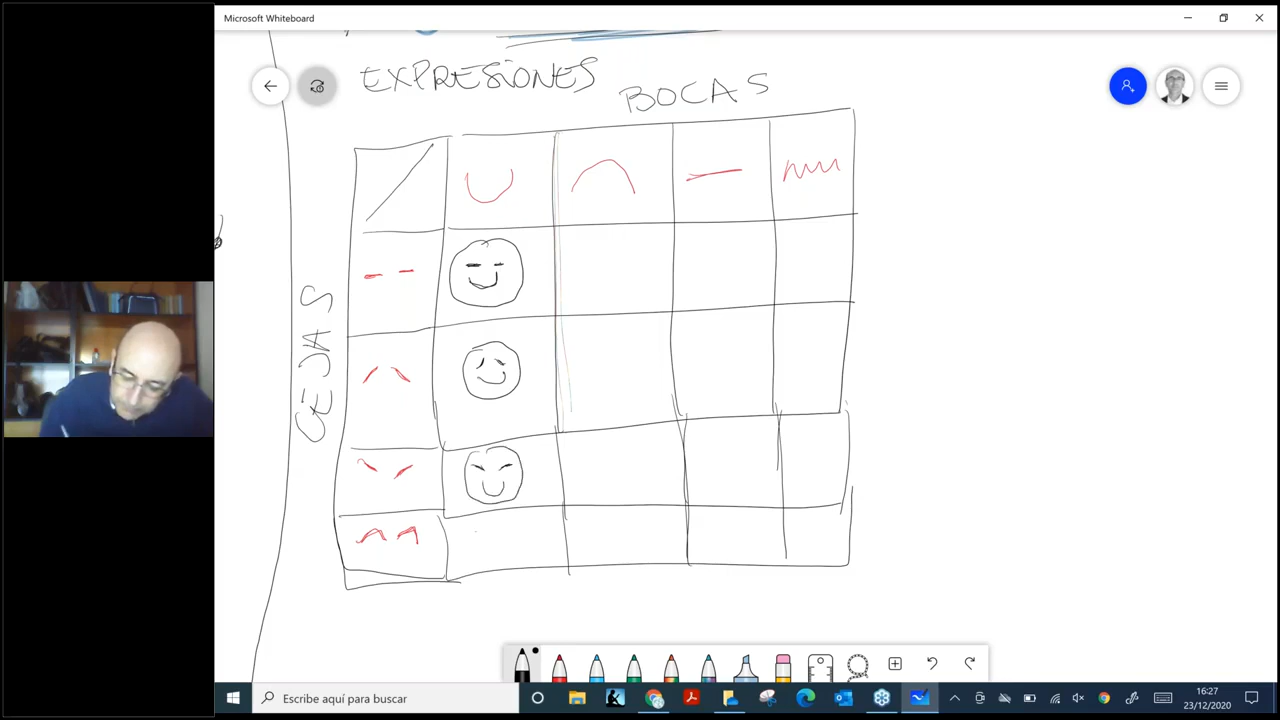 Microsoft Whiteboard
EXPRESIONES
BOCAS
CEJAS
Escribe aquí para buscar
16:27
23/12/2020